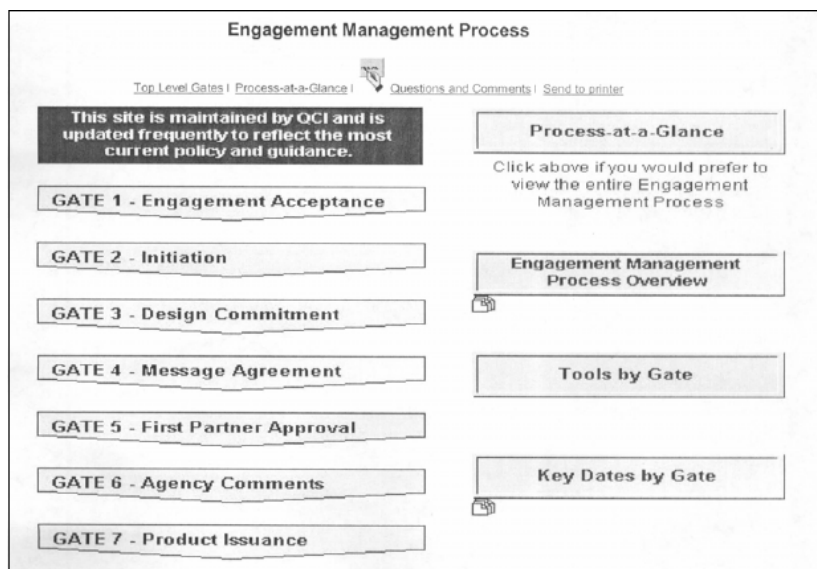 Engagement Management Process
Top Level Gates | Process-at-a-Glance | Questions and Comments | Send to printer
This site is maintained by QCI and is
updated frequently to reflect the most
current policy and guidance.
GATE 1 - Engagement Acceptance
GATE 2 - Initiation
GATE 3 - Design Commitment
GATE 4 - Message Agreement
GATE 5 - First Partner Approval
GATE 6 - Agency Comments
GATE 7 - Product Issuance
Process-at-a-Glance
Click above if you would prefer to
view the entire Engagement
Management Process
Engagement Management
Process Overview
Tools by Gate
Key Dates by Gate